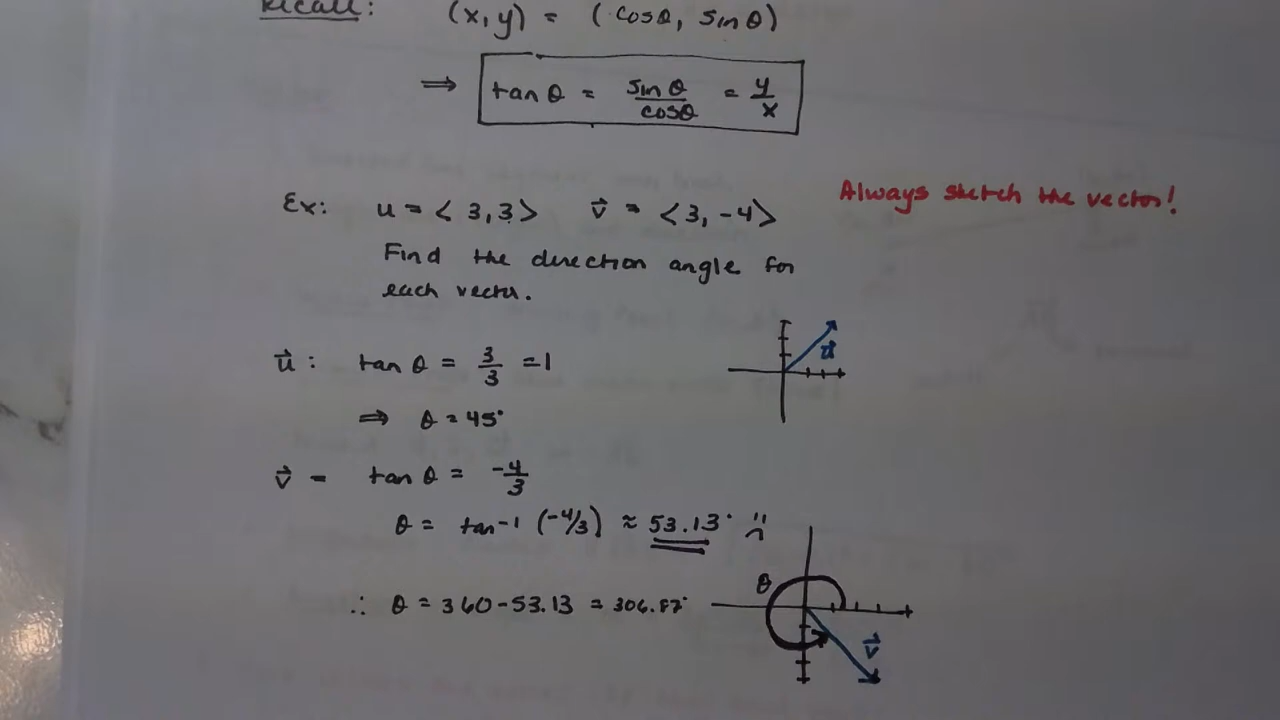 Recall: (x,y) = (cosθ, sinθ)
⟹ tan θ = sin θ/cosθ = y/x
Always sketch the vector!
Ex: u = < 3,3> v⃗ = <3, -4>
Find the direction angle for
each vector.
u⃗ : tan θ = 3/3 = 1
⟹ θ = 45°
u⃗
v⃗ - tan θ = -4/3
θ = tan-1 (-4/3) ≈ 53.13°
∴ θ = 360-53.13 = 306.87°
θ
v⃗